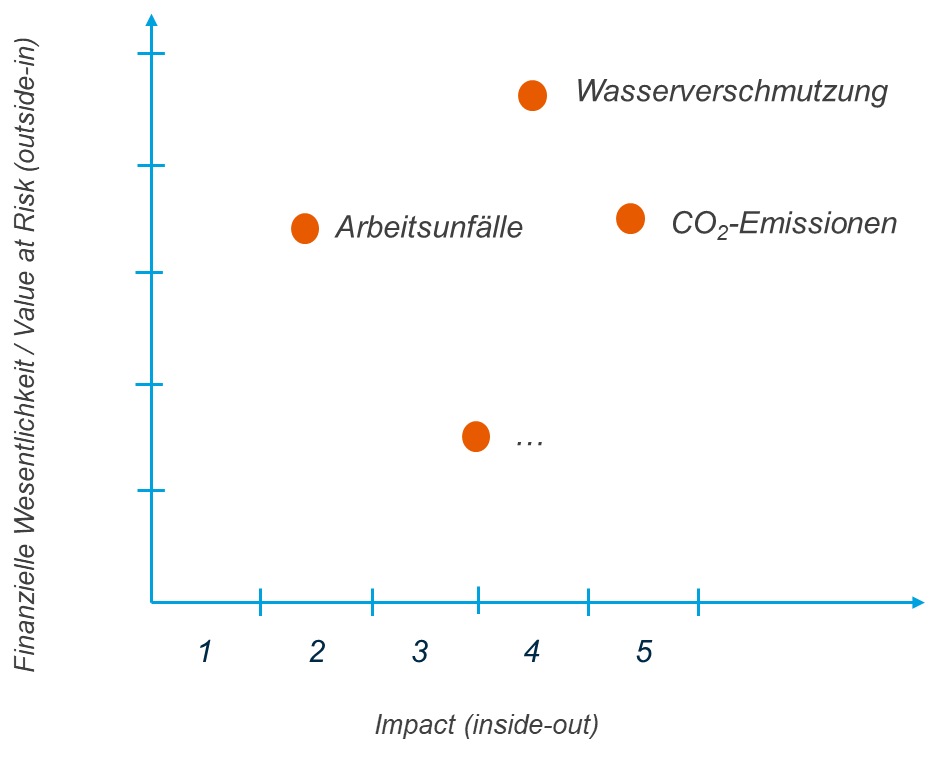 Finanzielle Wesentlichkeit / Value at Risk (outside-in)
Wasserverschmutzung
Arbeitsunfälle
CO₂-Emissionen
…
1 2 3 4 5
Impact (inside-out)